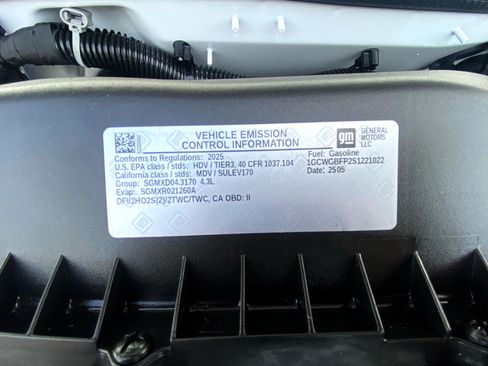 VEHICLE EMISSION
CONTROL INFORMATION
gm
GENERAL
MOTORS
LLC
Conforms to Regulations: 2025
Fuel: Gasoline
U.S. EPA class / stds: HDV / TIER3, 40 CFR 1037.104
1GCWGBFP2S1221022
California class / stds: MDV / SULEV170
Date: 2505
Group: SGMXD04.3170 4.3L
Evap: SGMXR021260A
DFI/2HO2S(2)/2TWC/TWC, CA OBD: II